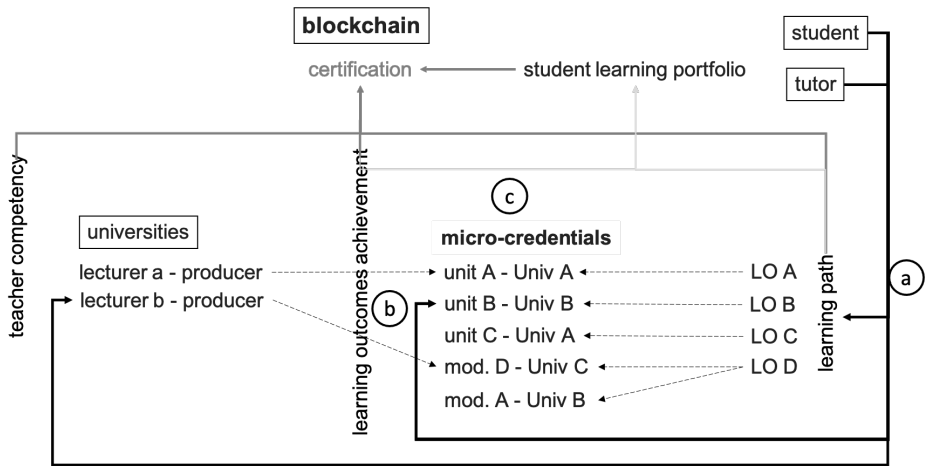 blockchain
student
certification
student learning portfolio
tutor
teacher competency
learning outcomes achievement
c
universities
micro-credentials
lecturer a - producer
unit A - Univ A
LO A
lecturer b - producer
b
unit B - Univ B
LO B
learning path
a
unit C - Univ A
LO C
mod. D - Univ C
LO D
mod. A - Univ B